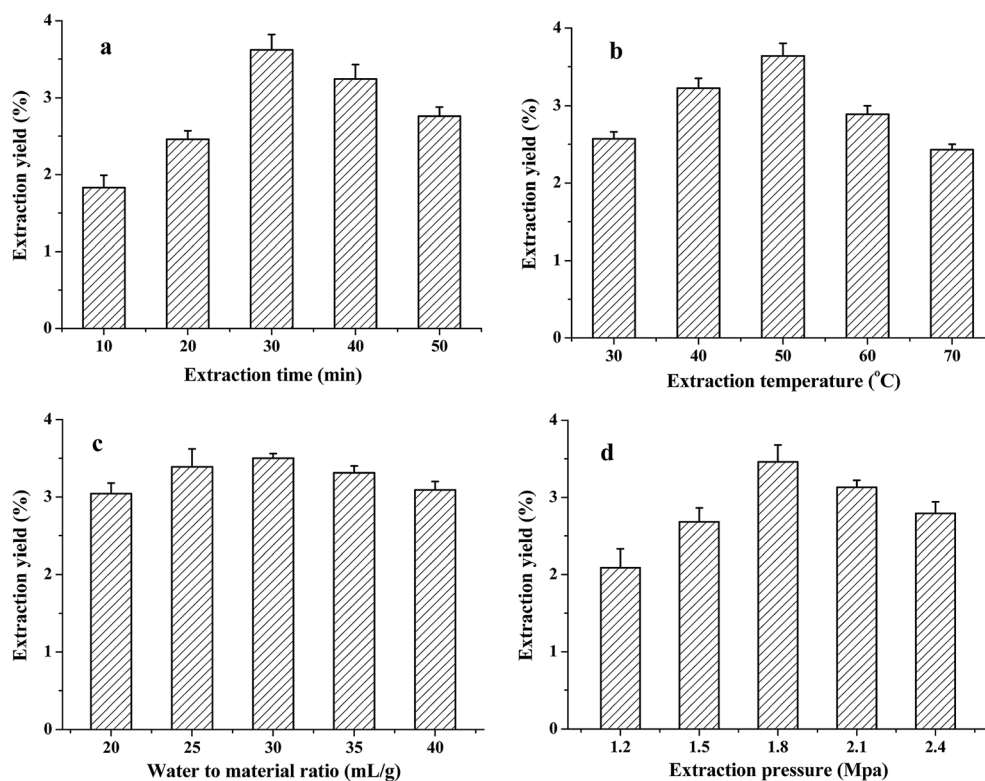 a
Extraction yield (%)
4
3
2
1
0
10 20 30 40 50
Extraction time (min)
b
Extraction yield (%)
4
3
2
1
0
30 40 50 60 70
Extraction temperature (°C)
c
Extraction yield (%)
4
3
2
1
0
20 25 30 35 40
Water to material ratio (mL/g)
d
Extraction yield (%)
4
3
2
1
0
1.2 1.5 1.8 2.1 2.4
Extraction pressure (Mpa)